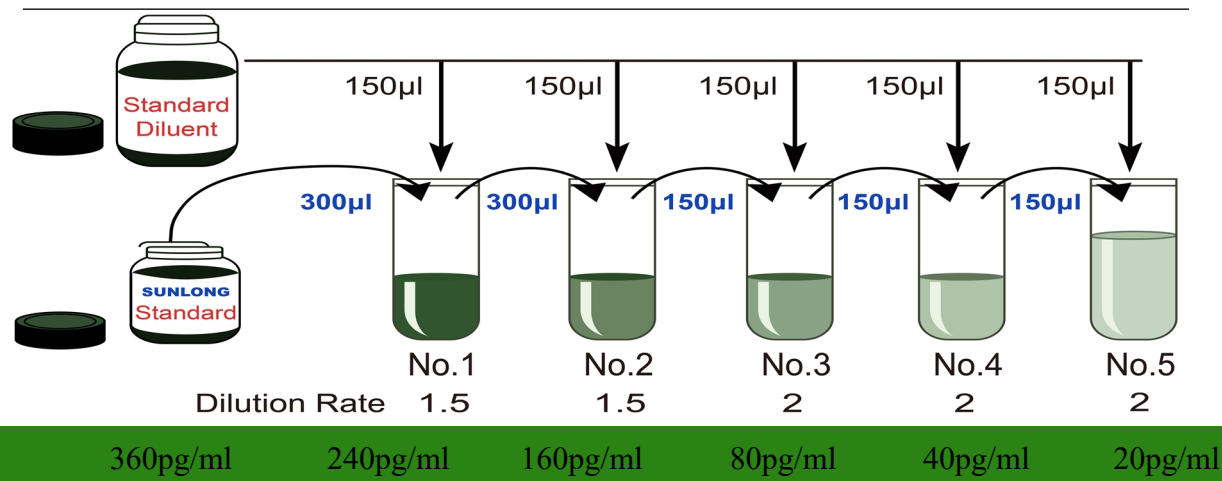 150µl 150µl 150µl 150µl 150µl
Standard
Diluent
300µl 300µl 150µl 150µl 150µl
SUNLONG
Standard
No.1 No.2 No.3 No.4 No.5
Dilution Rate 1.5 1.5 2 2 2
360pg/ml 240pg/ml 160pg/ml 80pg/ml 40pg/ml 20pg/ml